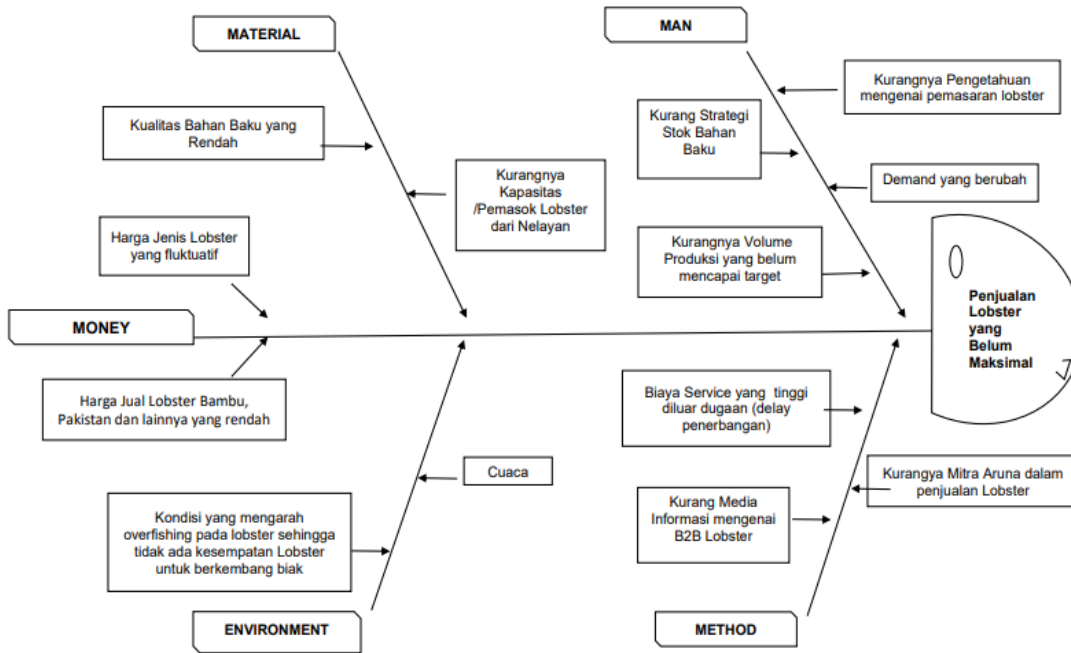 MATERIAL
MAN
Kurangnya Pengetahuan
mengenai pemasaran lobster
Kualitas Bahan Baku yang
Rendah
Kurang Strategi
Stok Bahan
Baku
Kurangnya
Kapasitas
/Pemasok Lobster
dari Nelayan
Demand yang berubah
Harga Jenis Lobster
yang fluktuatif
Kurangnya Volume
Produksi yang belum
mencapai target
MONEY
Penjualan
Lobster
yang
Belum
Maksimal
Harga Jual Lobster Bambu,
Pakistan dan lainnya yang rendah
Biaya Service yang tinggi
diluar dugaan (delay
penerbangan)
Cuaca
Kurangya Mitra Aruna dalam
penjualan Lobster
Kondisi yang mengarah
overfishing pada lobster sehingga
tidak ada kesempatan Lobster
untuk berkembang biak
Kurang Media
Informasi mengenai
B2B Lobster
ENVIRONMENT
METHOD